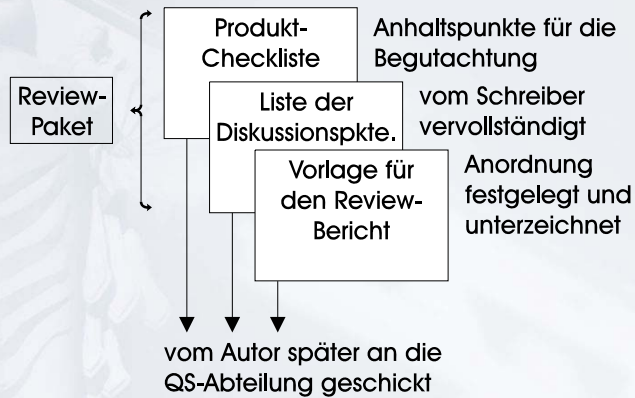 Produkt-
Checkliste
Anhaltspunkte für die
Begutachtung
Review-
Paket
Liste der
Diskussionspkte.
vom Schreiber
vervollständigt
Vorlage für
den Review-
Bericht
Anordnung
festgelegt und
unterzeichnet
vom Autor später an die
QS-Abteilung geschickt